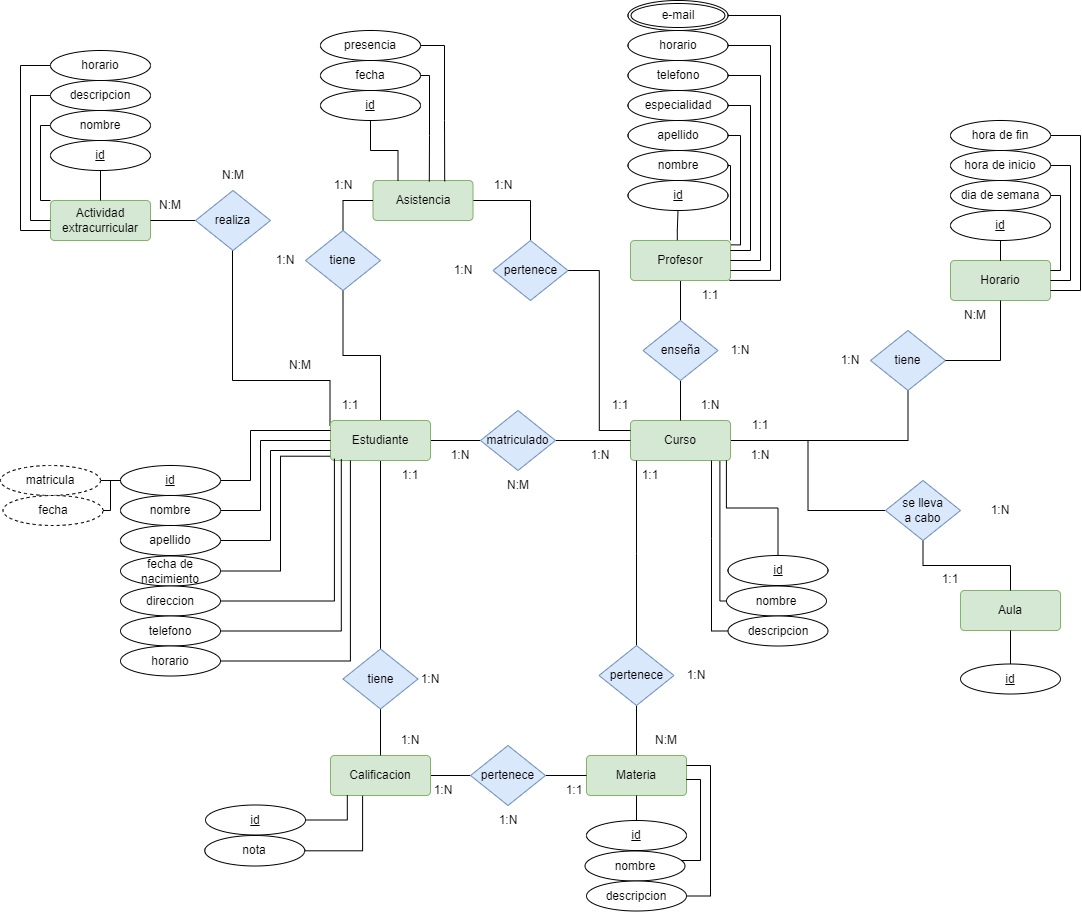 e-mail
horario
telefono
especialidad
apellido
nombre
id
Profesor
1:1
presencia
fecha
id
1:N
Asistencia
1:N
horario
descripcion
nombre
id
Actividad
extracurricular
N:M
N:M
realiza
N:M
1:N
tiene
1:N
pertenece
hora de fin
hora de inicio
dia de semana
id
Horario
N:M
enseña
1:N
1:N
tiene
1:1
Estudiante
1:1
1:N
matriculado
N:M
1:N
1:1
Curso
1:N
1:1
1:N
1:1
matricula
fecha
id
nombre
apellido
fecha de
nacimiento
direccion
telefono
horario
se lleva
a cabo
1:N
1:1
Aula
id
id
nombre
descripcion
tiene
1:N
1:N
pertenece
1:N
N:M
Calificacion
1:N
pertenece
1:N
1:1
Materia
id
nota
id
nombre
descripcion